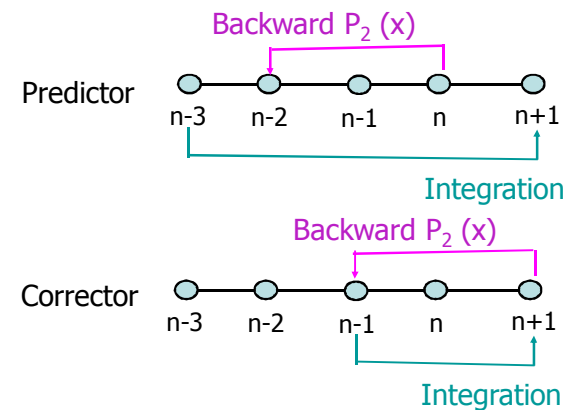 Backward P₂ (x)
Predictor
n-3 n-2 n-1 n n+1
Integration
Backward P₂ (x)
Corrector
n-3 n-2 n-1 n n+1
Integration